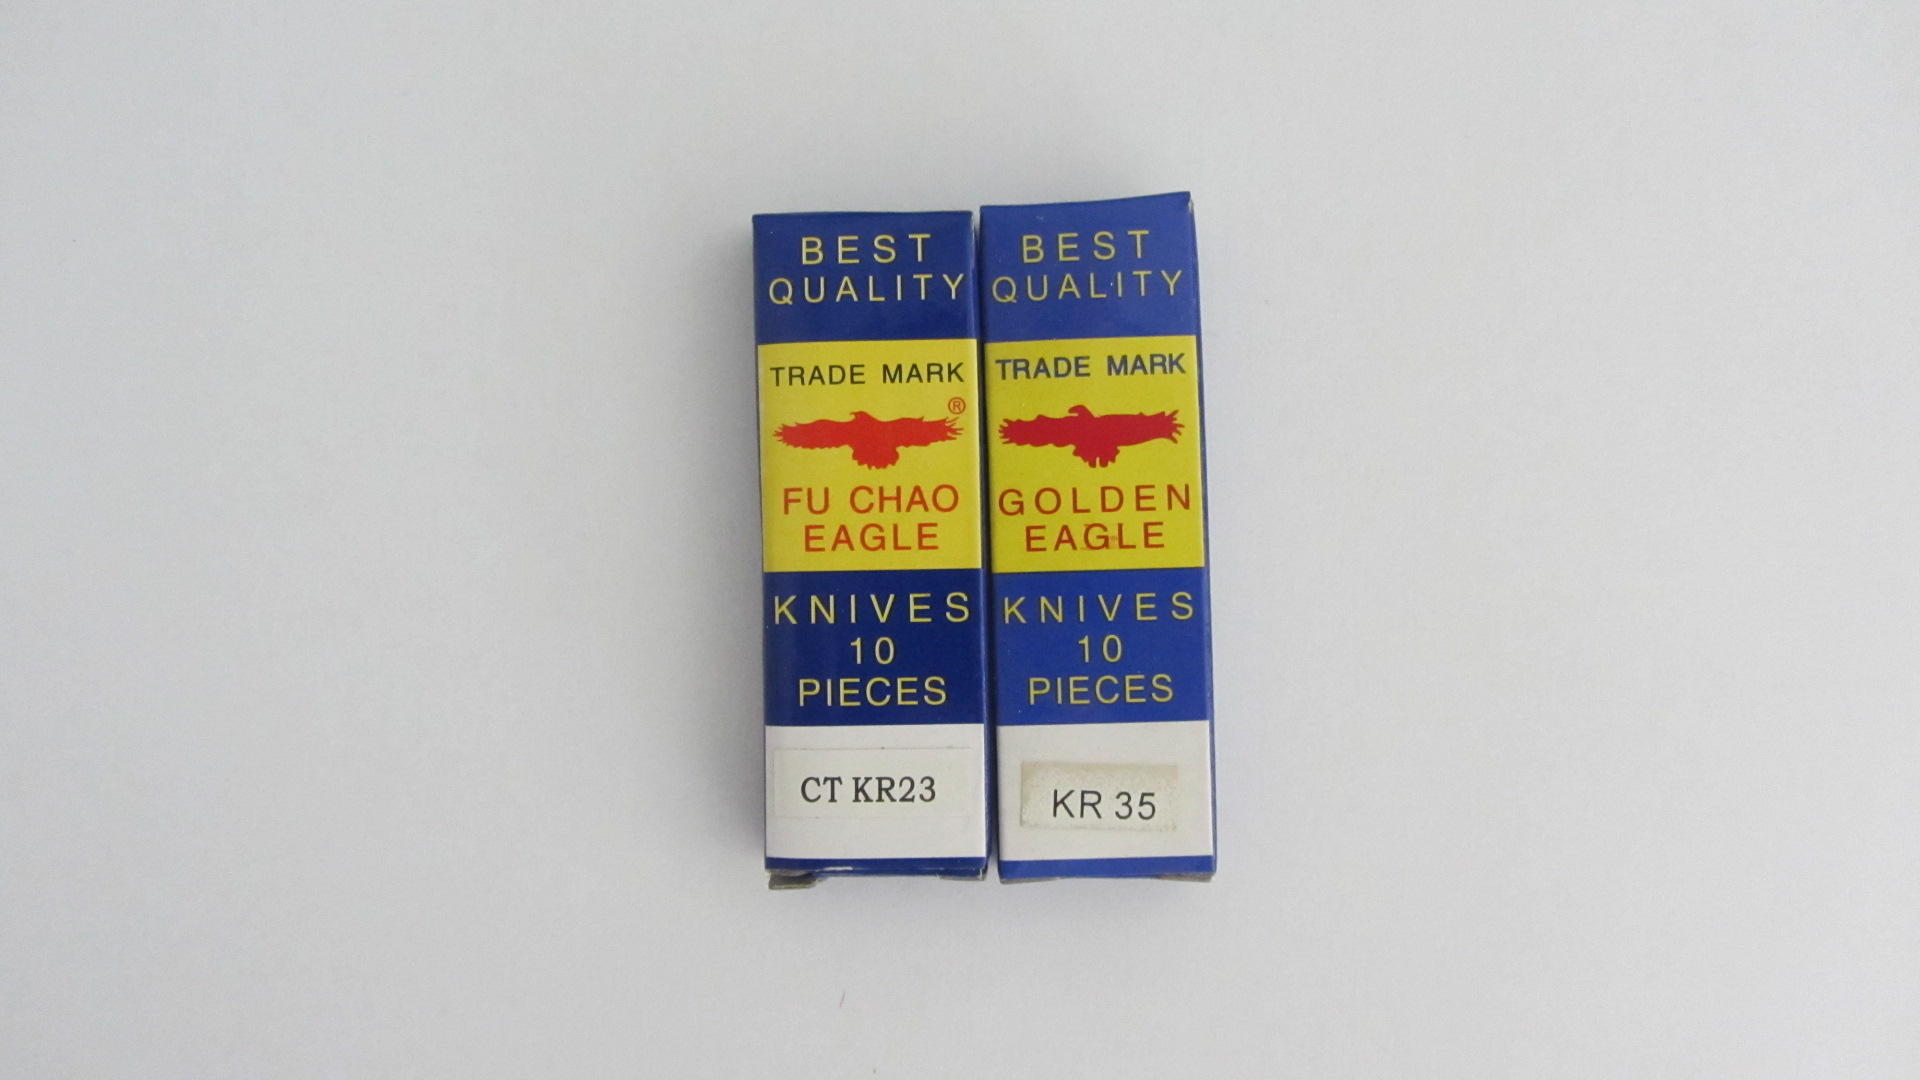 BEST
QUALITY
TRADE MARK
®
FU CHAO
EAGLE
KNIVES
10
PIECES
CT KR23
BEST
QUALITY
TRADE MARK
GOLDEN
EAGLE
KNIVES
10
PIECES
KR 35